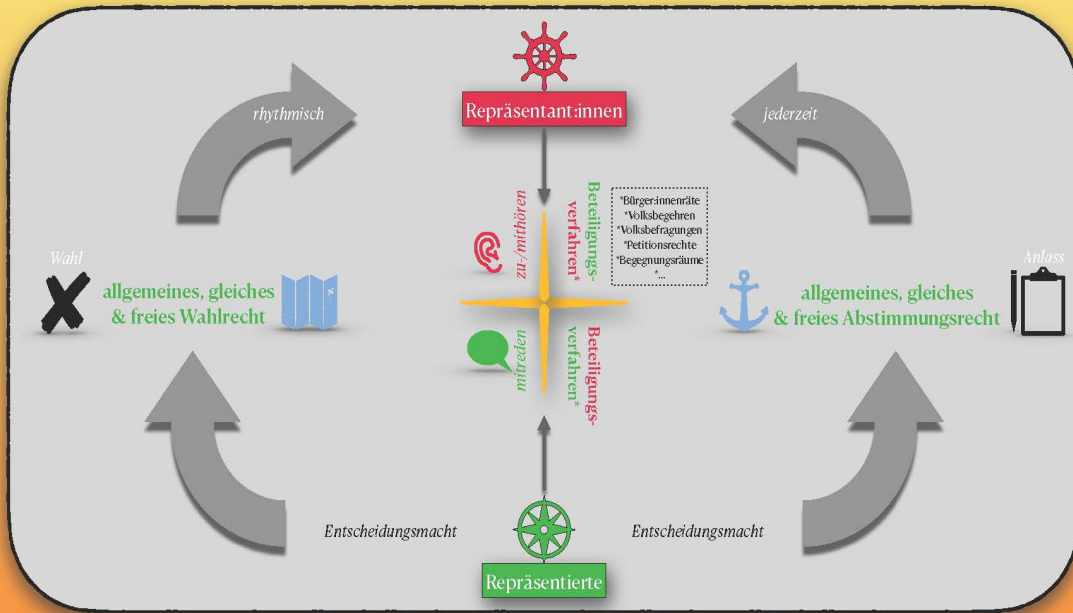 Repräsentant:innen
rhythmisch
jederzeit
Beteiligungs-
verfahren*
mithören/-zu
*Bürger:innenräte
*Volksbegehren
*Volksbefragungen
*Petitionsrechte
*Begegnungsräume
*...
Wahl
allgemeines, gleiches
& freies Wahlrecht
Anlass
allgemeines, gleiches
& freies Abstimmungsrecht
Beteiligungs-
verfahren*
mitreden
Entscheidungsmacht
Entscheidungsmacht
Repräsentierte